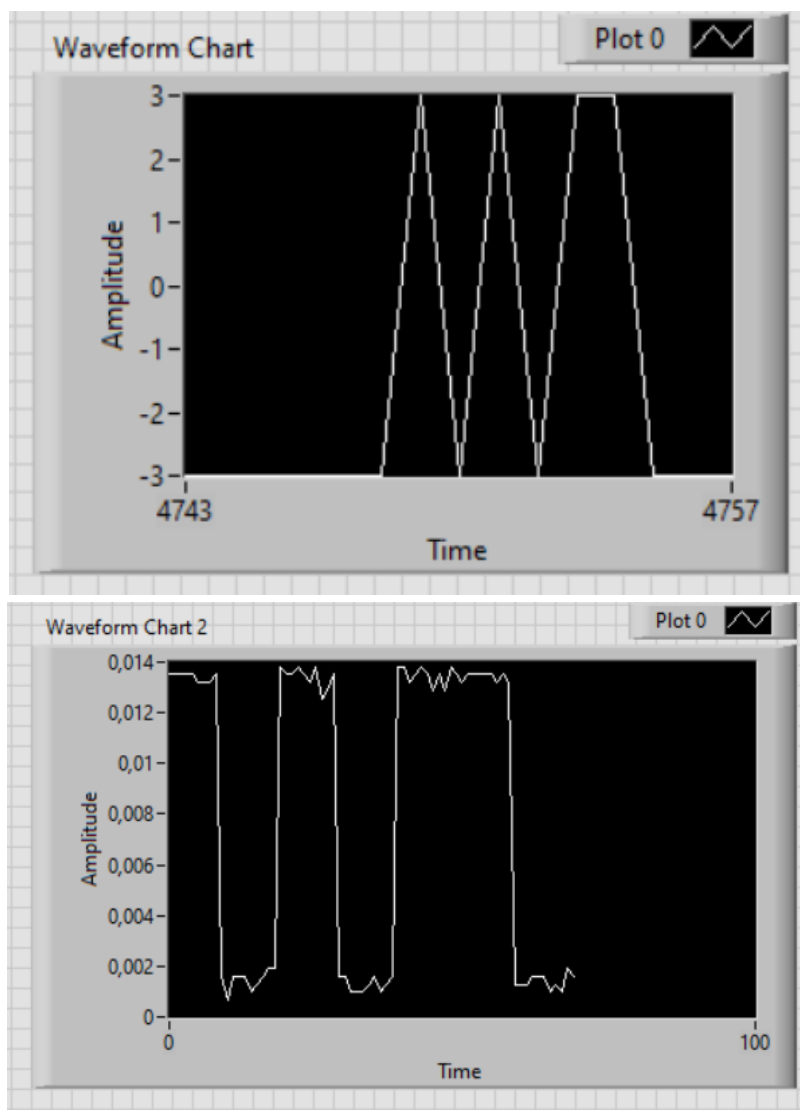 Waveform Chart
Plot 0
3
2
1
0
-1
-2
-3
Amplitude
4743
4757
Time
Waveform Chart 2
Plot 0
0,014
0,012
0,01
0,008
0,006
0,004
0,002
0
Amplitude
0
100
Time